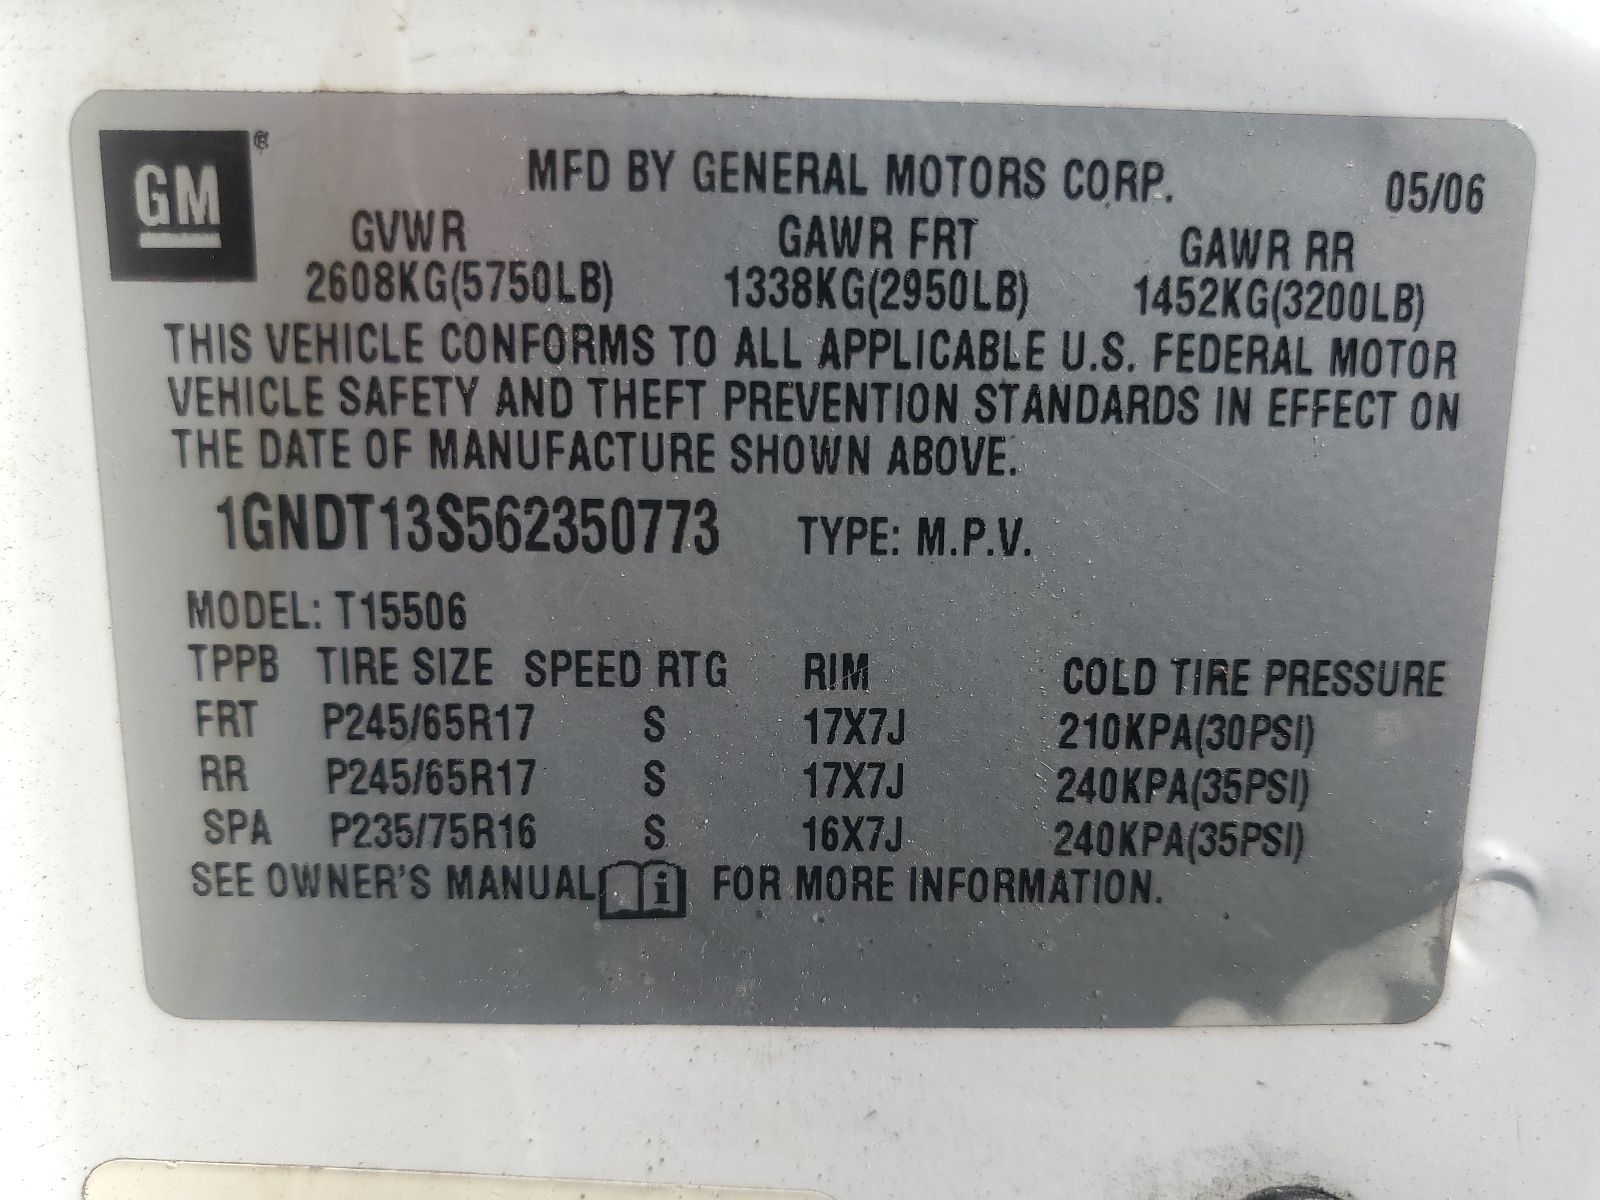 GM
MFD BY GENERAL MOTORS CORP. 05/06
GVWR GAWR FRT GAWR RR
2608KG(5750LB) 1338KG(2950LB) 1452KG(3200LB)
THIS VEHICLE CONFORMS TO ALL APPLICABLE U.S. FEDERAL MOTOR
VEHICLE SAFETY AND THEFT PREVENTION STANDARDS IN EFFECT ON
THE DATE OF MANUFACTURE SHOWN ABOVE.
1GNDT13S562350773 TYPE: M.P.V.
MODEL: T15506
TPPB TIRE SIZE SPEED RTG RIM COLD TIRE PRESSURE
FRT P245/65R17 S 17X7J 210KPA(30PSI)
RR P245/65R17 S 17X7J 240KPA(35PSI)
SPA P235/75R16 S 16X7J 240KPA(35PSI)
SEE OWNER'S MANUAL i FOR MORE INFORMATION.